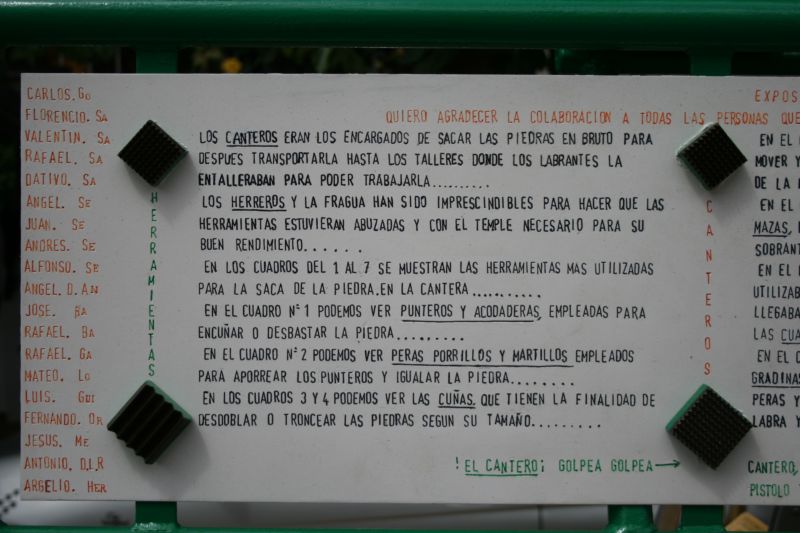 CARLOS. Go
FLORENCIO. SA
VALENTIN. SA
RAFAEL. SA
DATIVO. SA
ANGEL. SE
JUAN. SE
ANDRES. SE
ALFONSO. SE
ANGEL. D. AN
JOSE. BA
RAFAEL. BA
RAFAEL. GA
MATEO. LO
LUIS. GUI
FERNANDO. OR
JESUS. ME
ANTONIO. D.L.R
ARGELIO. HER
HERRAMIENTAS
EXPOS
QUIERO AGRADECER LA COLABORACION A TODAS LAS PERSONAS QUE
LOS CANTEROS ERAN LOS ENCARGADOS DE SACAR LAS PIEDRAS EN BRUTO PARA
DESPUES TRANSPORTARLA HASTA LOS TALLERES DONDE LOS LABRANTES LA
ENTALLERABAN PARA PODER TRABAJARLA..........
LOS HERREROS Y LA FRAGUA HAN SIDO IMPRESCINDIBLES PARA HACER QUE LAS
HERRAMIENTAS ESTUVIERAN ABUZADAS Y CON EL TEMPLE NECESARIO PARA SU
BUEN RENDIMIENTO......
EN LOS CUADROS DEL 1 AL 7 SE MUESTRAN LAS HERRAMIENTAS MAS UTILIZADAS
PARA LA SACA DE LA PIEDRA.EN LA CANTERA ...........
EN EL CUADRO Nº 1 PODEMOS VER PUNTEROS Y ACODADERAS, EMPLEADAS PARA
ENCUÑAR O DESBASTAR LA PIEDRA.........
EN EL CUADRO Nº 2 PODEMOS VER PERAS PORRILLOS Y MARTILLOS EMPLEADOS
PARA APORREAR LOS PUNTEROS Y IGUALAR LA PIEDRA........
EN LOS CUADROS 3 Y 4 PODEMOS VER LAS CUÑAS. QUE TIENEN LA FINALIDAD DE
DESDOBLAR O TRONCEAR LAS PIEDRAS SEGUN SU TAMAÑO.........
! EL CANTERO ¡ GOLPEA GOLPEA→
CANTEROS
EN EL
MOVER Y
DE LA
EN EL
MAZAS,
SOBRANT
EN EL
UTILIZAB
LLEGABA
LAS CUA
EN EL
GRADINAS
PERAS Y
LABRA Y
CANTERO,
PISTOLO